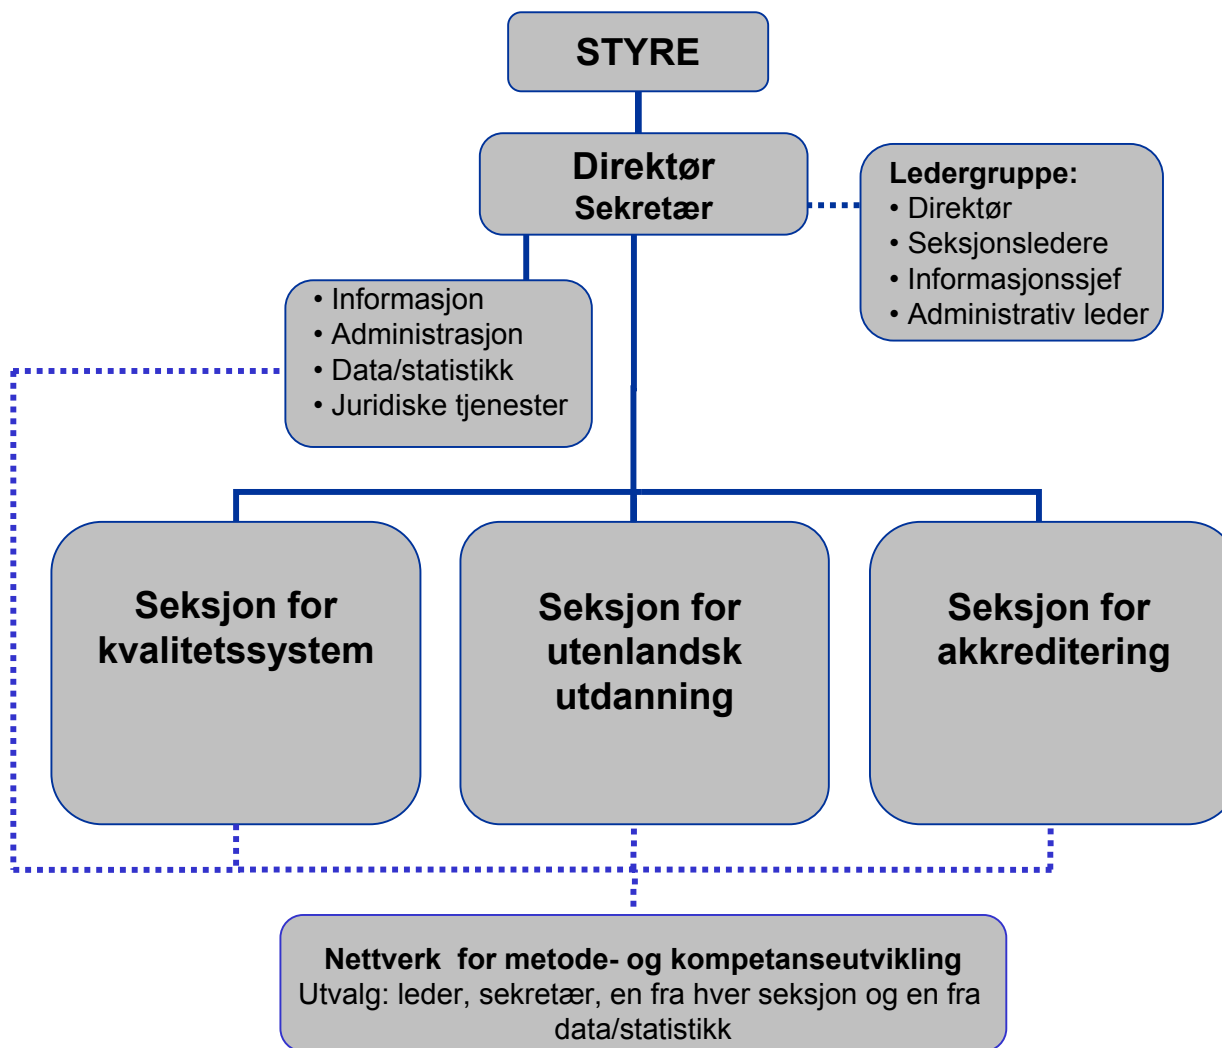 STYRE
Direktør
Sekretær
Ledergruppe:
• Direktør
• Seksjonsledere
• Informasjonssjef
• Administrativ leder
• Informasjon
• Administrasjon
• Data/statistikk
• Juridiske tjenester
Seksjon for
kvalitetssystem
Seksjon for
utenlandsk
utdanning
Seksjon for
akkreditering
Nettverk for metode- og kompetanseutvikling
Utvalg: leder, sekretær, en fra hver seksjon og en fra
data/statistikk